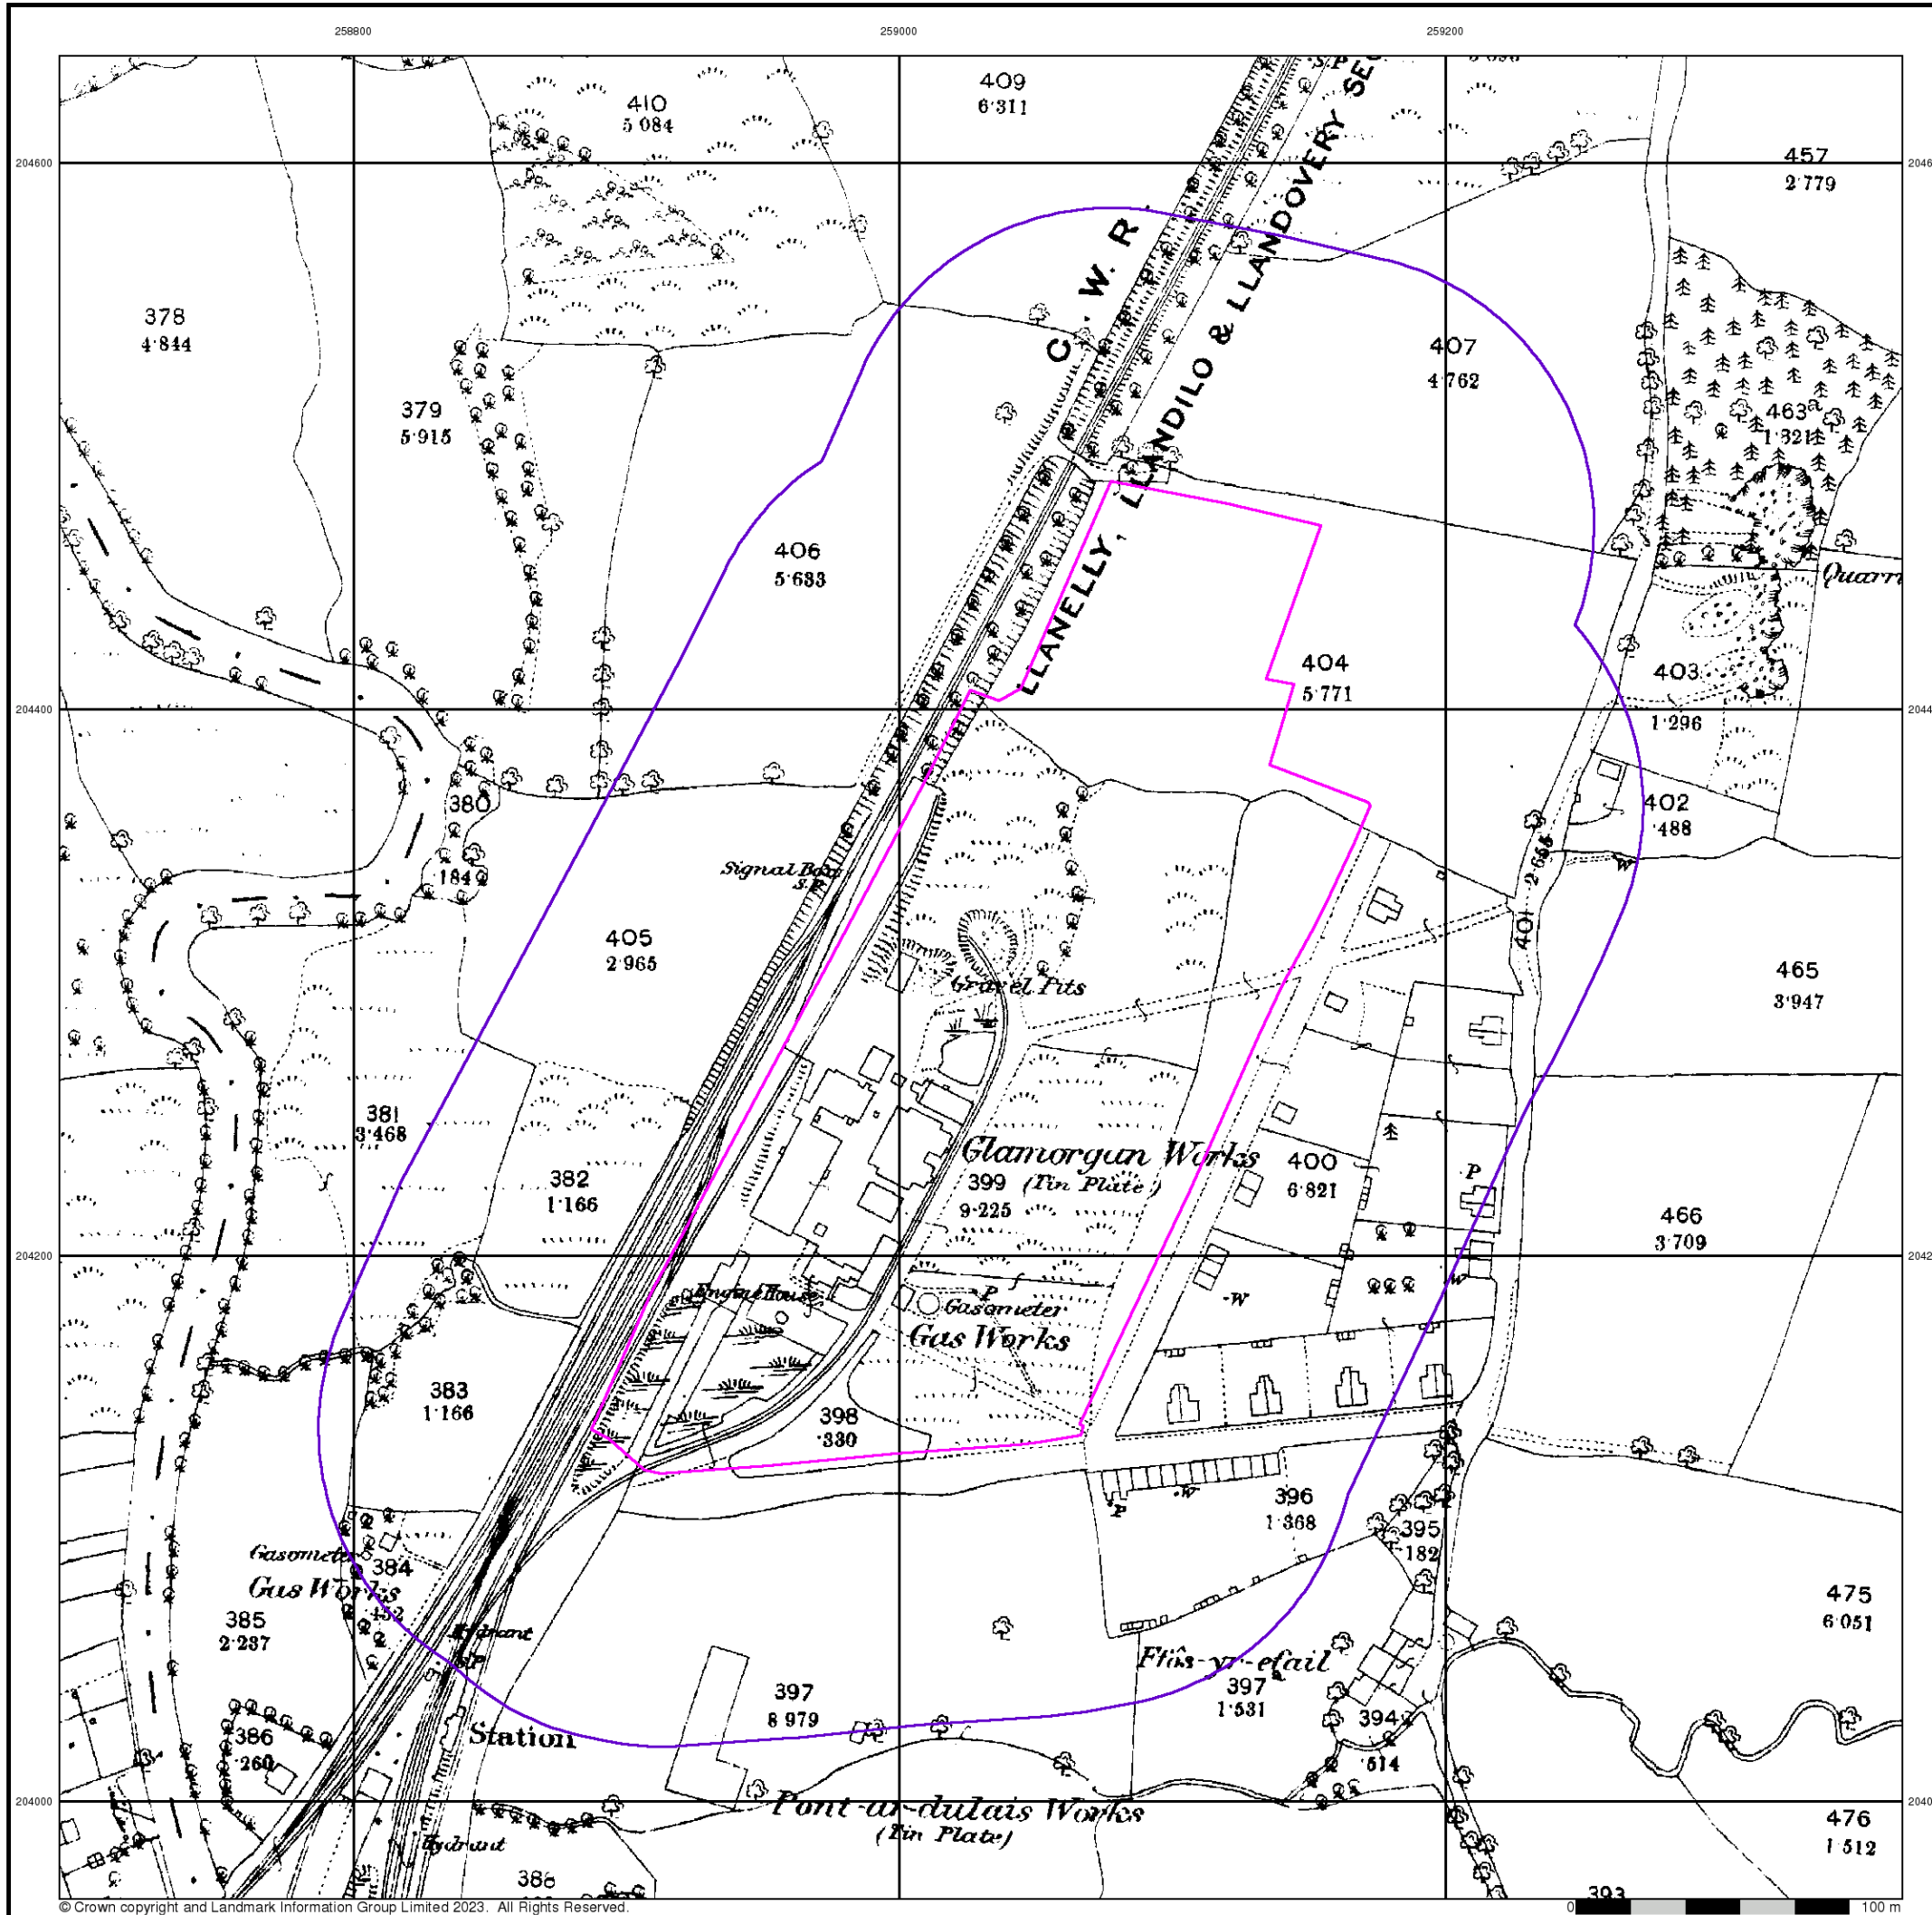 258800
259000
259200
204600
204400
204200
204000
410
5·084
409
6·311
457
2·779
378
4·844
379
5·915
G. W. R.
LLANELLY, LLANDILO & LLANDOVERY
S.P
407
4·762
463a
1·321
406
5·633
Quarr
404
5·771
403
1·296
380
·184
402
·488
Signal Box
S.P
401
2·655
W
405
2·965
Gravel Pits
465
3·947
381
3·468
382
1·166
Glamorgan Works
(Tin Plate)
399
9·225
400
6·821
P
466
3·709
Engine House
P
Gasometer
Gas Works
W
W
383
1·166
398
·330
396
1·368
W
P
395
·182
Gasometer
Gas Works
384
·432
385
2·237
Hydrant
S.P
475
6·051
Ffôs-yr-efail
397a
1·531
397
8·979
394
·514
386
·260
Station
Pont-ar-dulais Works
(Tin Plate)
Hydrant
476
1·512
388
393
© Crown copyright and Landmark Information Group Limited 2023. All Rights Reserved.
0
100 m